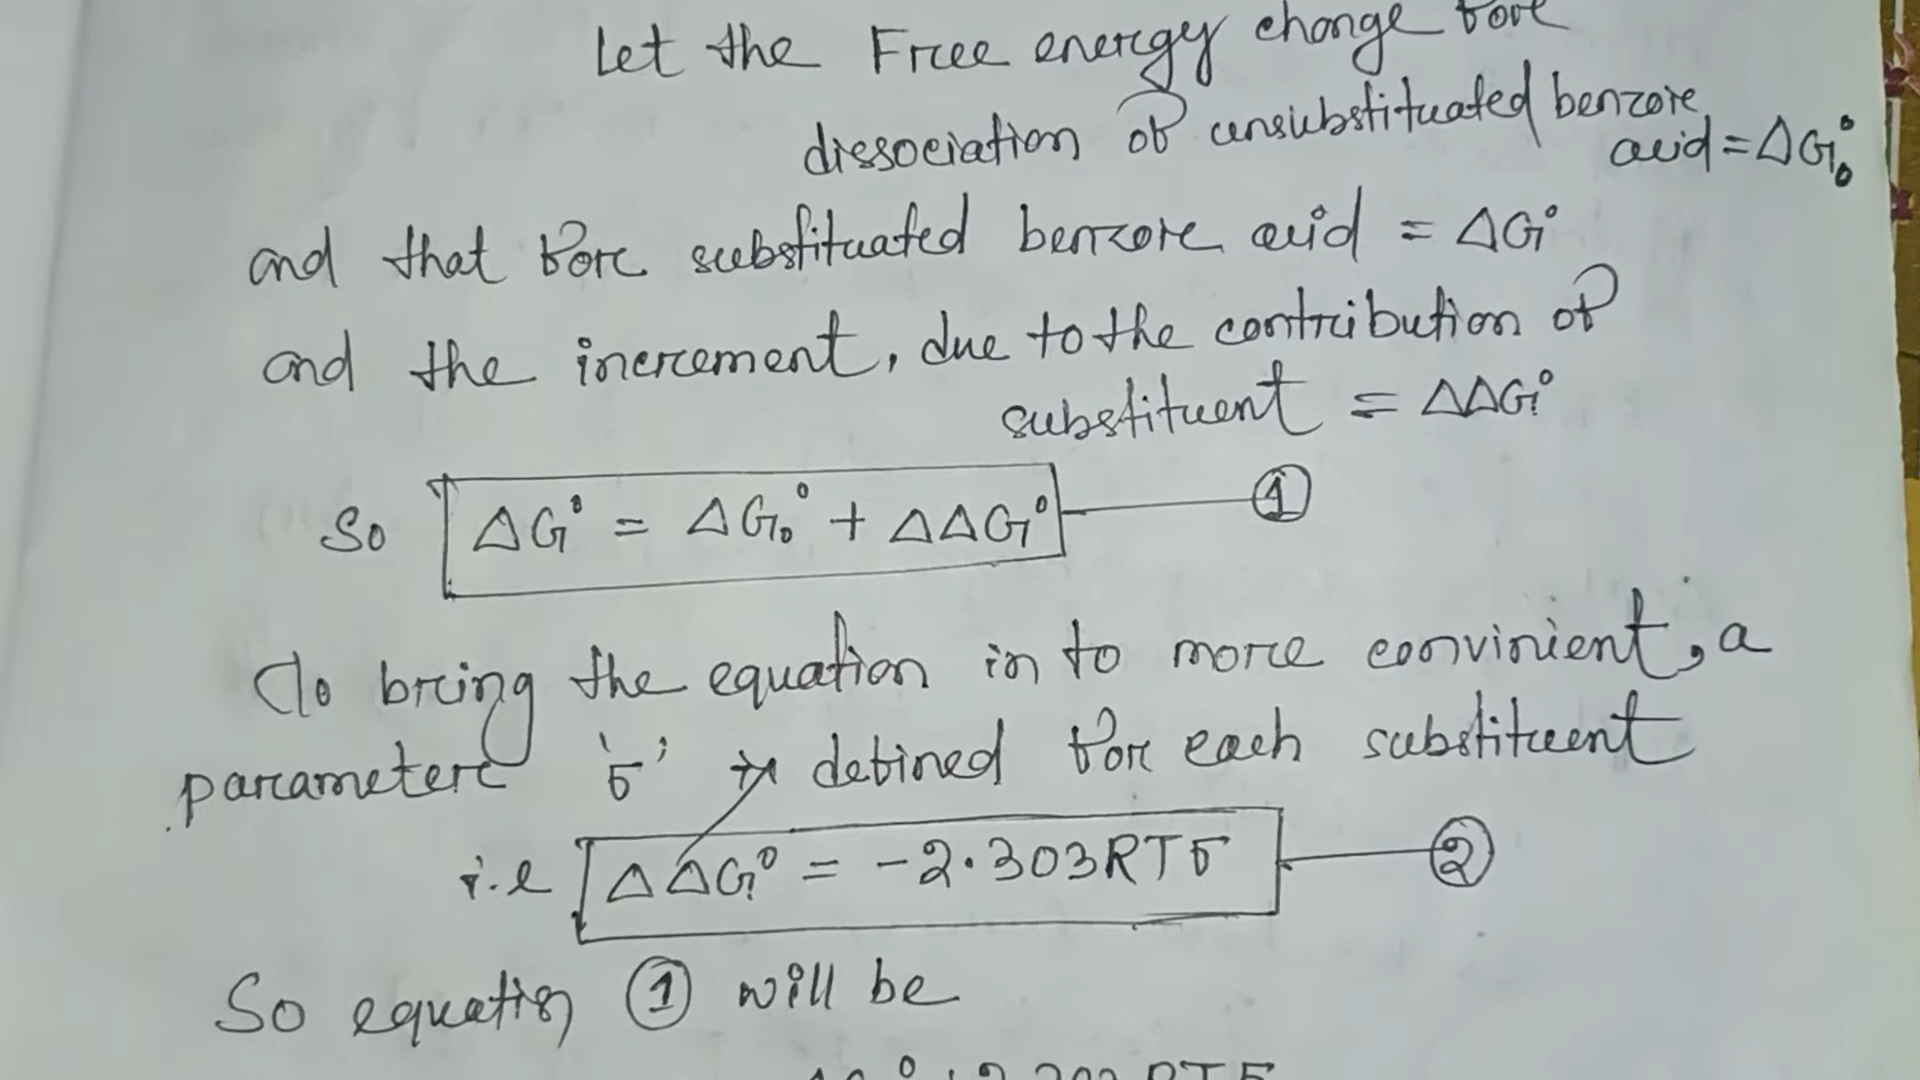 Let the Free energy change for
dissociation of unsubstituated benzoic
acid = ΔG₀°
and that for substituated benzoic acid = ΔG°
and the increment, due to the contribution of
substituent = ΔΔG°
So ΔG° = ΔG₀° + ΔΔG° ①
To bring the equation in to more convinient, a
parameter 'σ' is defined for each substituent
i.e ΔΔG° = -2.303RTσ ②
So equation ① will be